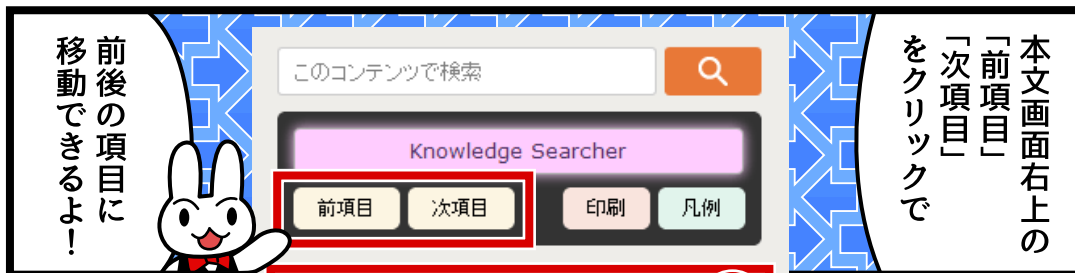 本文画面右上の
「前項目」
「次項目」
をクリックで
このコンテンツで検索
Knowledge Searcher
前項目 次項目 印刷 凡例
前後の項目に
移動できるよ！